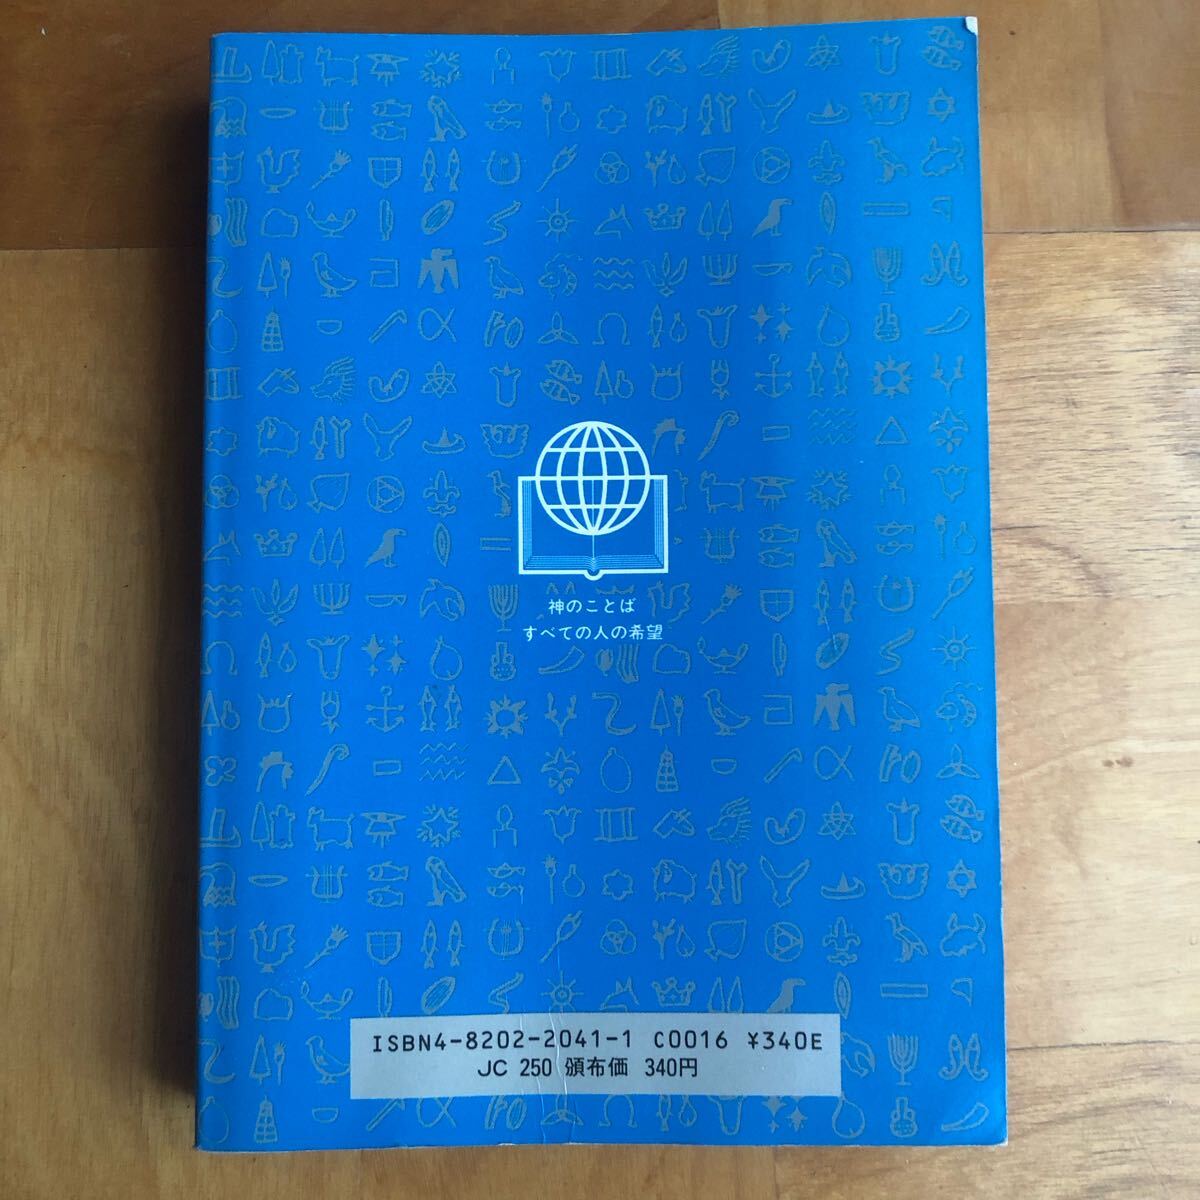 神のことば
すべての人の希望
ISBN4-8202-2041-1 C0016 ¥340E
JC 250 頒布価 340円